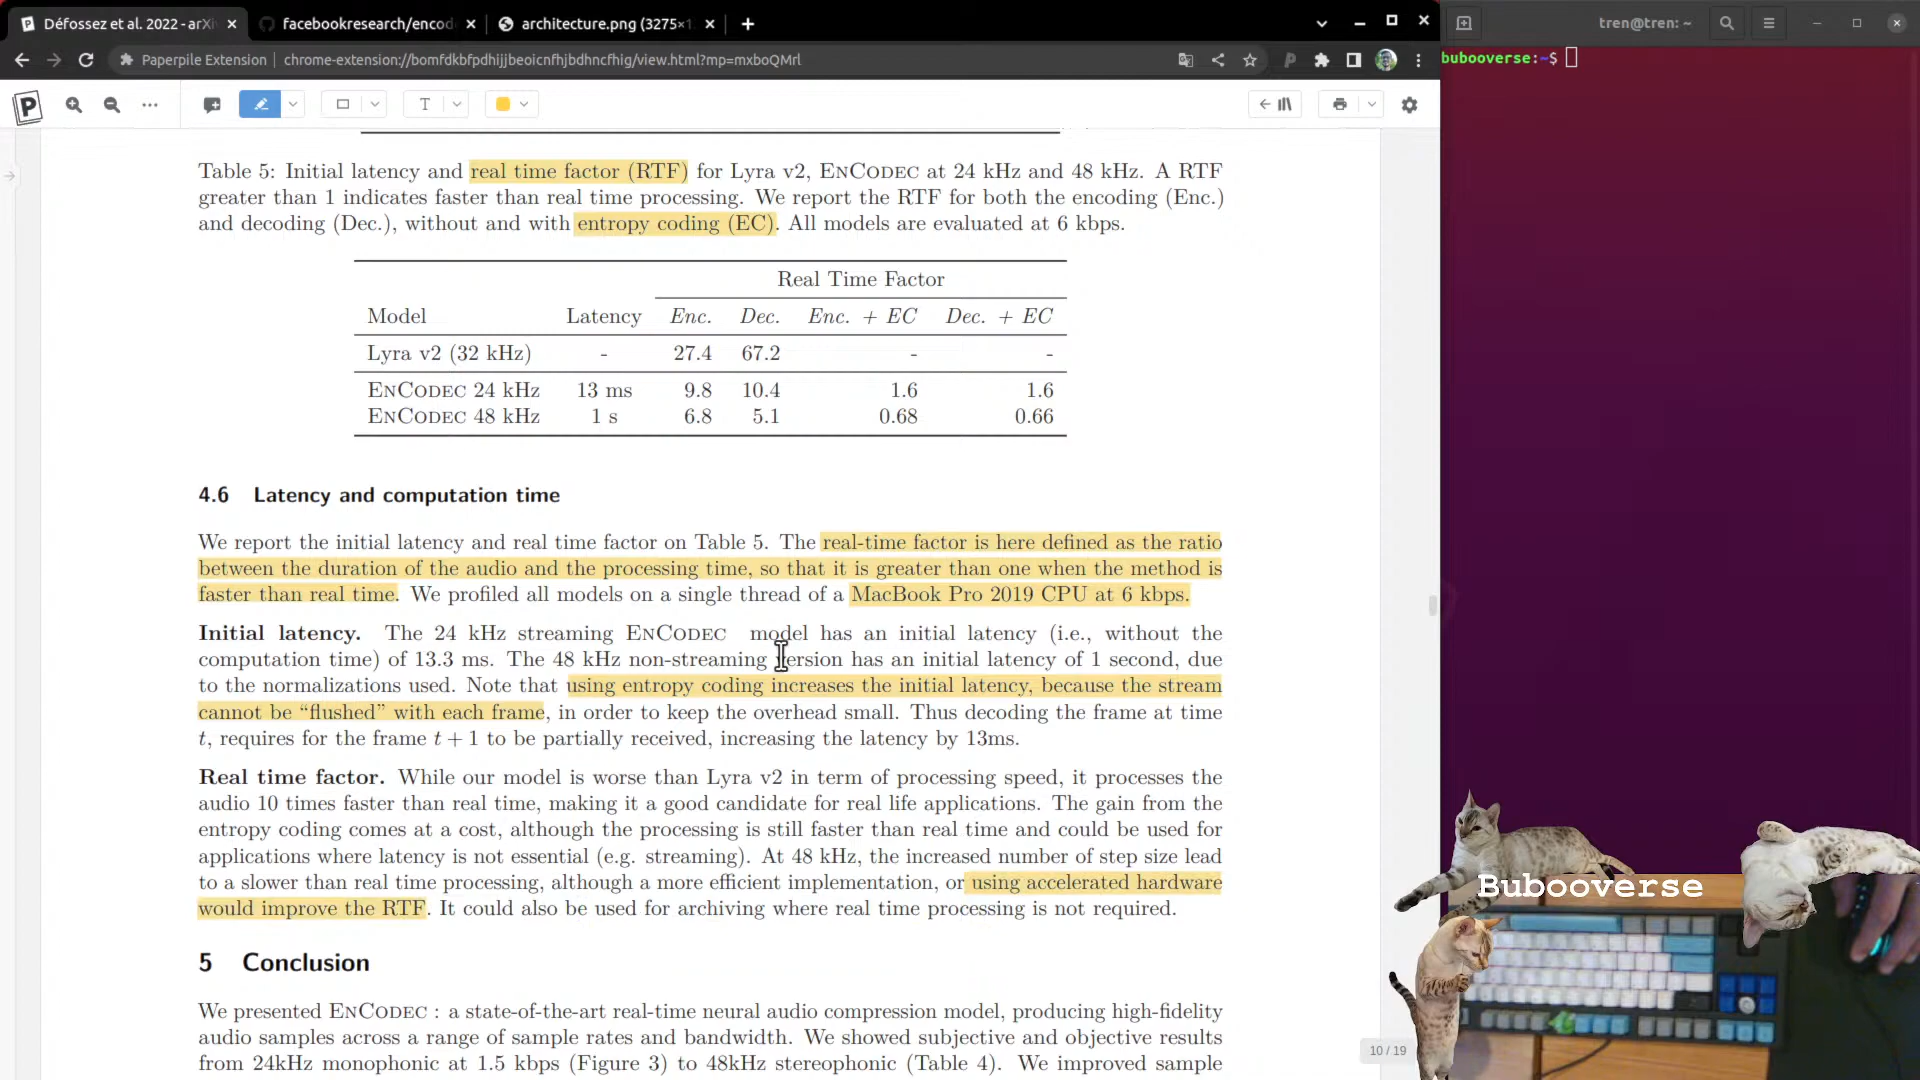 Défossez et al. 2022 - arXi
facebookresearch/encod
architecture.png (3275×1
tren@tren: ~
Paperpile Extension
chrome-extension://bomfdkbfpdhijjbeoicnfhjbdhncfhig/view.html?mp=mxboQMrl
bubooverse:~$
P
T
Table 5: Initial latency and real time factor (RTF) for Lyra v2, ENCODEC at 24 kHz and 48 kHz. A RTF
greater than 1 indicates faster than real time processing. We report the RTF for both the encoding (Enc.)
and decoding (Dec.), without and with entropy coding (EC). All models are evaluated at 6 kbps.
Real Time Factor
Model Latency Enc. Dec. Enc. + EC Dec. + EC
Lyra v2 (32 kHz) - 27.4 67.2 - -
ENCODEC 24 kHz 13 ms 9.8 10.4 1.6 1.6
ENCODEC 48 kHz 1 s 6.8 5.1 0.68 0.66
4.6 Latency and computation time
We report the initial latency and real time factor on Table 5. The real-time factor is here defined as the ratio
between the duration of the audio and the processing time, so that it is greater than one when the method is
faster than real time. We profiled all models on a single thread of a MacBook Pro 2019 CPU at 6 kbps.
Initial latency. The 24 kHz streaming ENCODEC model has an initial latency (i.e., without the
computation time) of 13.3 ms. The 48 kHz non-streaming version has an initial latency of 1 second, due
to the normalizations used. Note that using entropy coding increases the initial latency, because the stream
cannot be “flushed” with each frame, in order to keep the overhead small. Thus decoding the frame at time
t, requires for the frame t + 1 to be partially received, increasing the latency by 13ms.
Real time factor. While our model is worse than Lyra v2 in term of processing speed, it processes the
audio 10 times faster than real time, making it a good candidate for real life applications. The gain from the
entropy coding comes at a cost, although the processing is still faster than real time and could be used for
applications where latency is not essential (e.g. streaming). At 48 kHz, the increased number of step size lead
to a slower than real time processing, although a more efficient implementation, or using accelerated hardware
would improve the RTF. It could also be used for archiving where real time processing is not required.
Bubooverse
5 Conclusion
We presented ENCODEC : a state-of-the-art real-time neural audio compression model, producing high-fidelity
audio samples across a range of sample rates and bandwidth. We showed subjective and objective results
from 24kHz monophonic at 1.5 kbps (Figure 3) to 48kHz stereophonic (Table 4). We improved sample
10 / 19